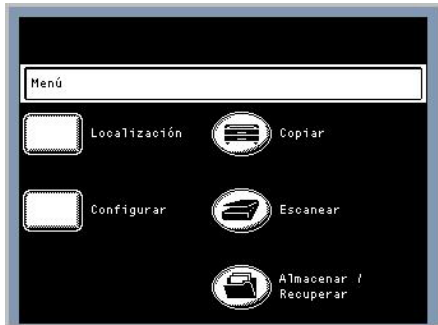 Menú
Localización
Copiar
Configurar
Escanear
Almacenar /
Recuperar